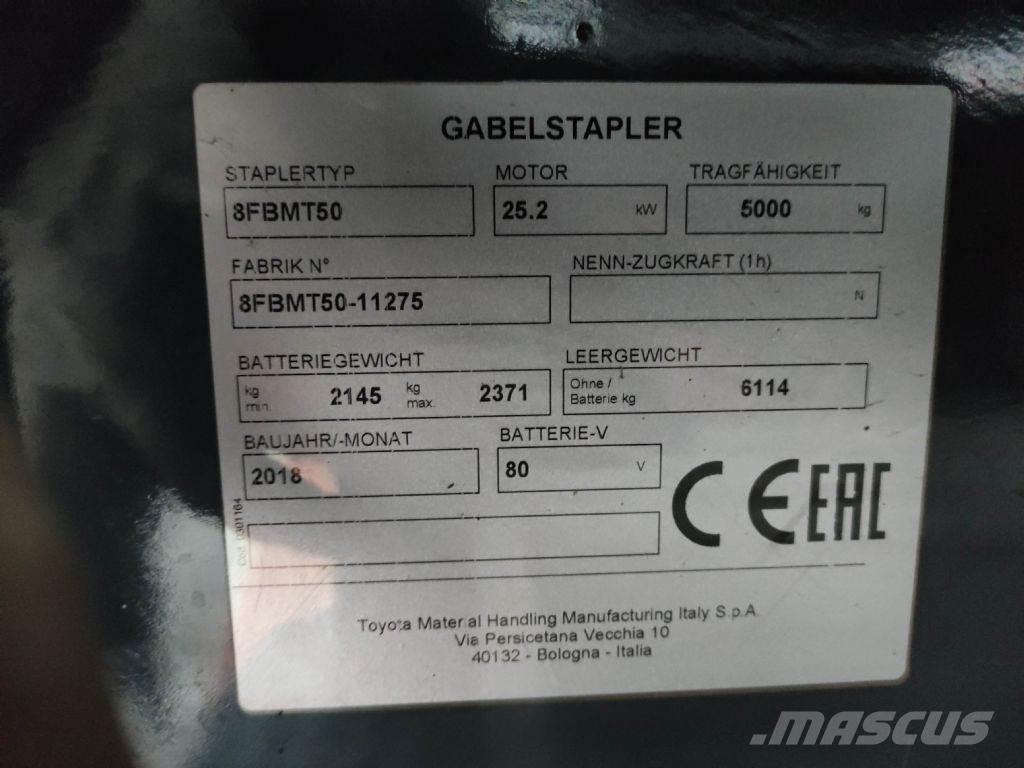 GABELSTAPLER
STAPLERTYP MOTOR TRAGFÄHIGKEIT
8FBMT50 25.2 kW 5000 kg
FABRIK N° NENN-ZUGKRAFT (1h)
8FBMT50-11275 N
BATTERIEGEWICHT LEERGEWICHT
kg min. 2145 kg max. 2371 Ohne / Batterie kg 6114
BAUJAHR/-MONAT BATTERIE-V
2018 80 V
CE EAC
Cod. 0301164
Toyota Material Handling Manufacturing Italy S.p.A.
Via Persicetana Vecchia 10
40132 - Bologna - Italia
MASCUS